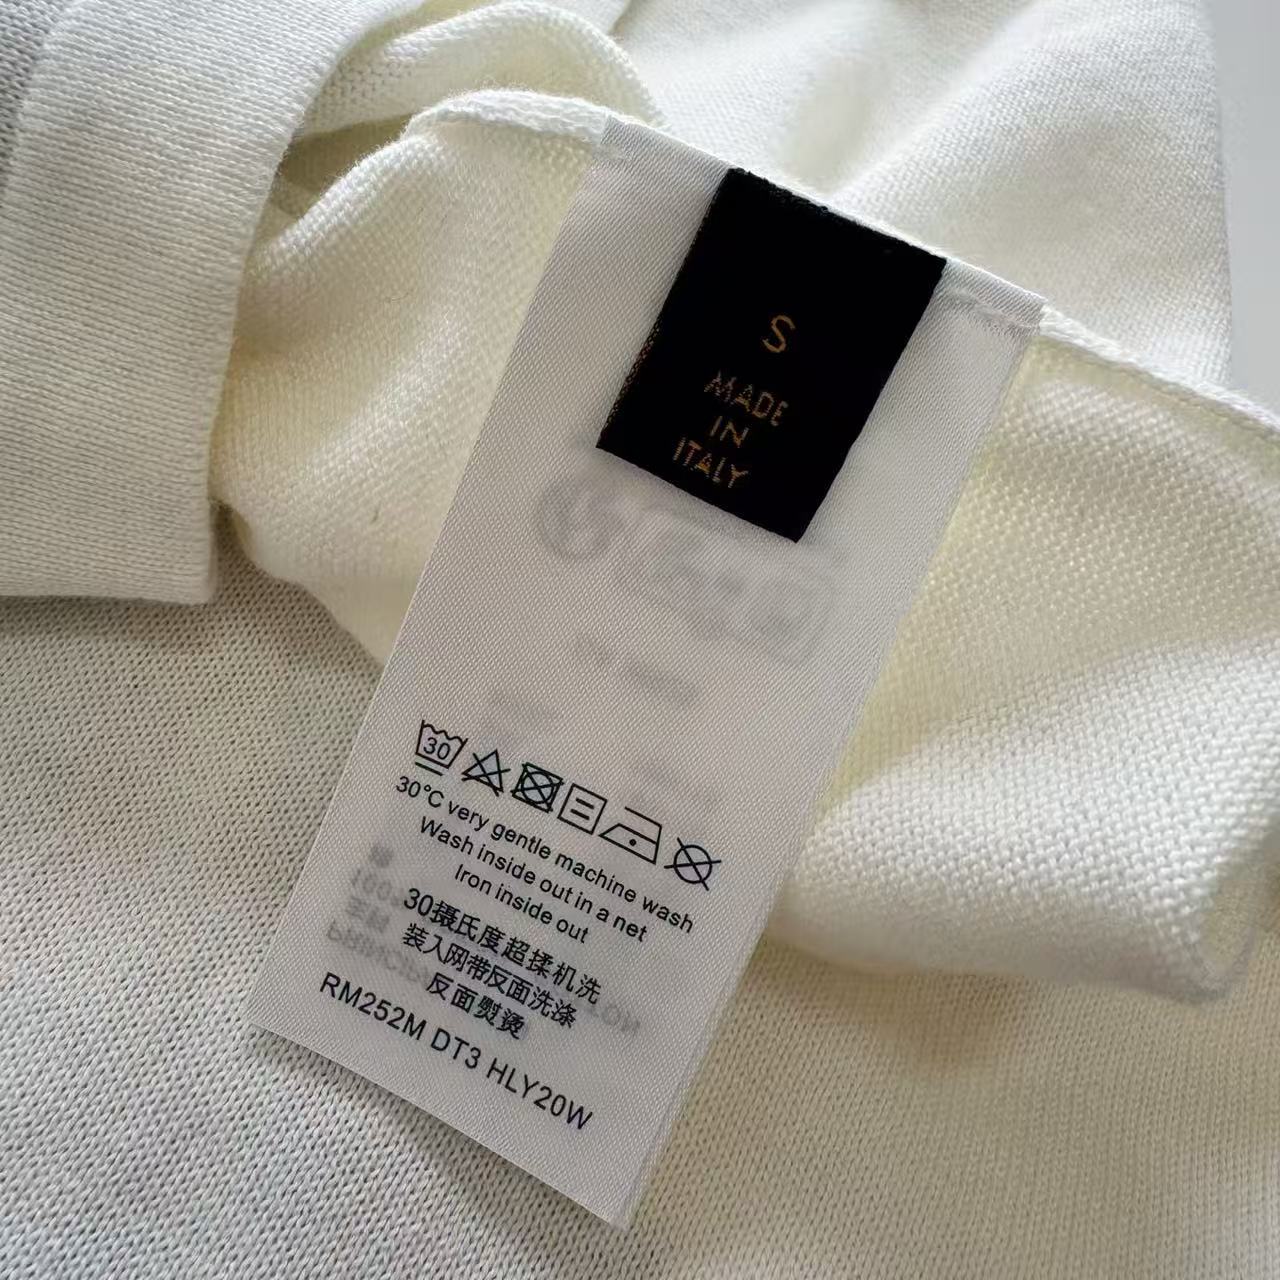 S
MADE
IN
ITALY
30
30°C very gentle machine wash
Wash inside out in a net
Iron inside out
30摄氏度超揉机洗
装入网带反面洗涤
反面熨烫
RM252M DT3 HLY20W